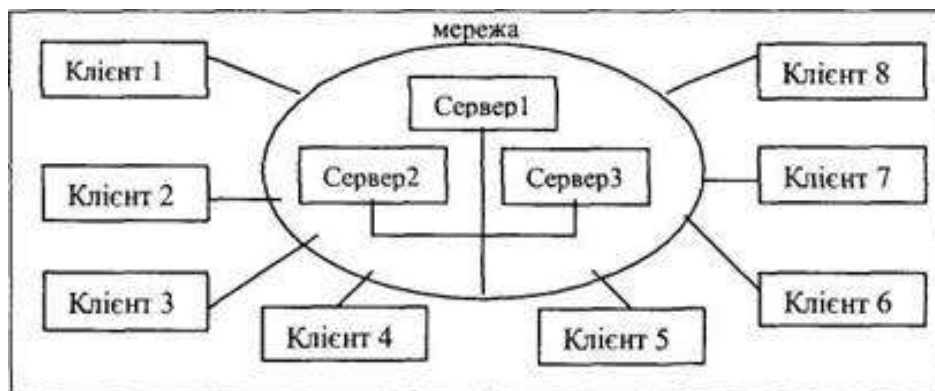 мережа
Клієнт 1
Клієнт 8
Сервер1
Сервер2
Сервер3
Клієнт 7
Клієнт 2
Клієнт 3
Клієнт 6
Клієнт 4
Клієнт 5